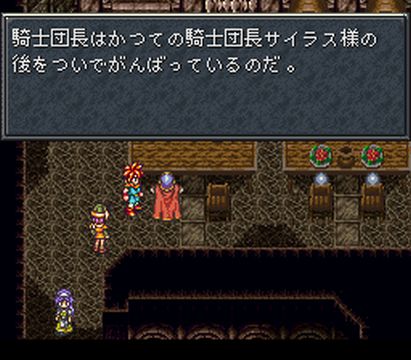 騎士団長はかつての騎士団長サイラス様の
後をついでがんばっているのだ。